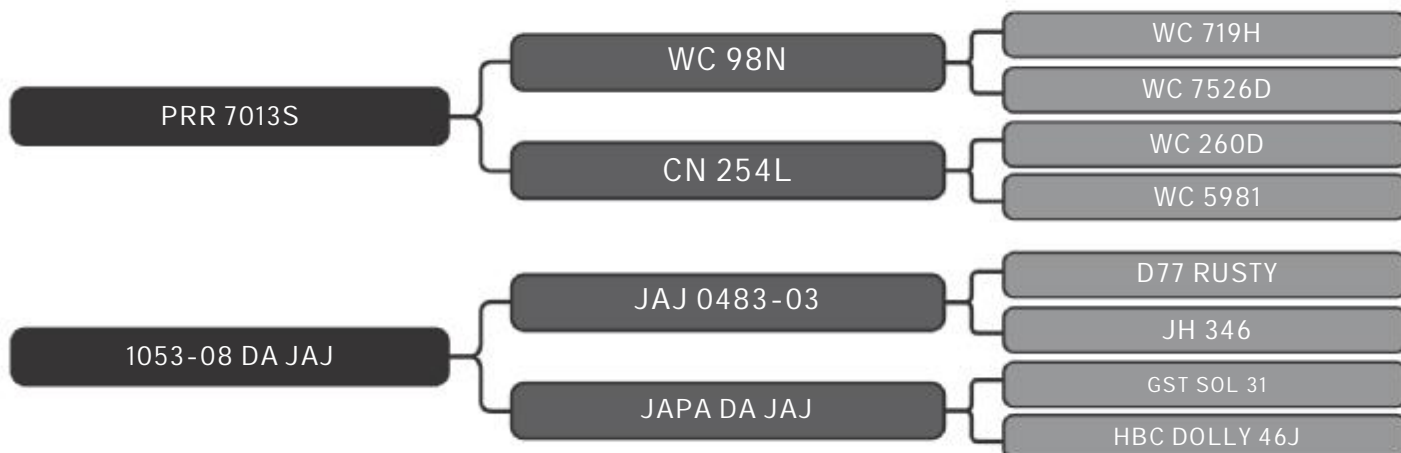 WC 719H
WC 98N
WC 7526D
PRR 7013S
WC 260D
CN 254L
WC 5981
D77 RUSTY
JAJ 0483-03
JH 346
1053-08 DA JAJ
GST SOL 31
JAPA DA JAJ
HBC DOLLY 46J